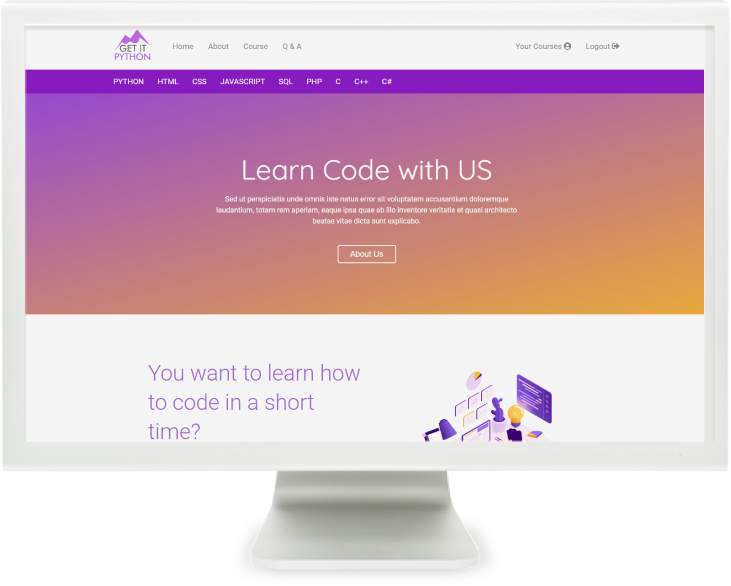 GET IT
PYTHON
Home About Course Q & A
Your Courses Logout
PYTHON HTML CSS JAVASCRIPT SQL PHP C C++ C#
Learn Code with US
Sed ut perspiciatis unde omnis iste natus error sit voluptatem accusantium doloremque
laudantium, totam rem aperiam, eaque ipsa quae ab illo inventore veritatis et quasi architecto
beatae vitae dicta sunt explicabo.
About Us
You want to learn how
to code in a short
time?